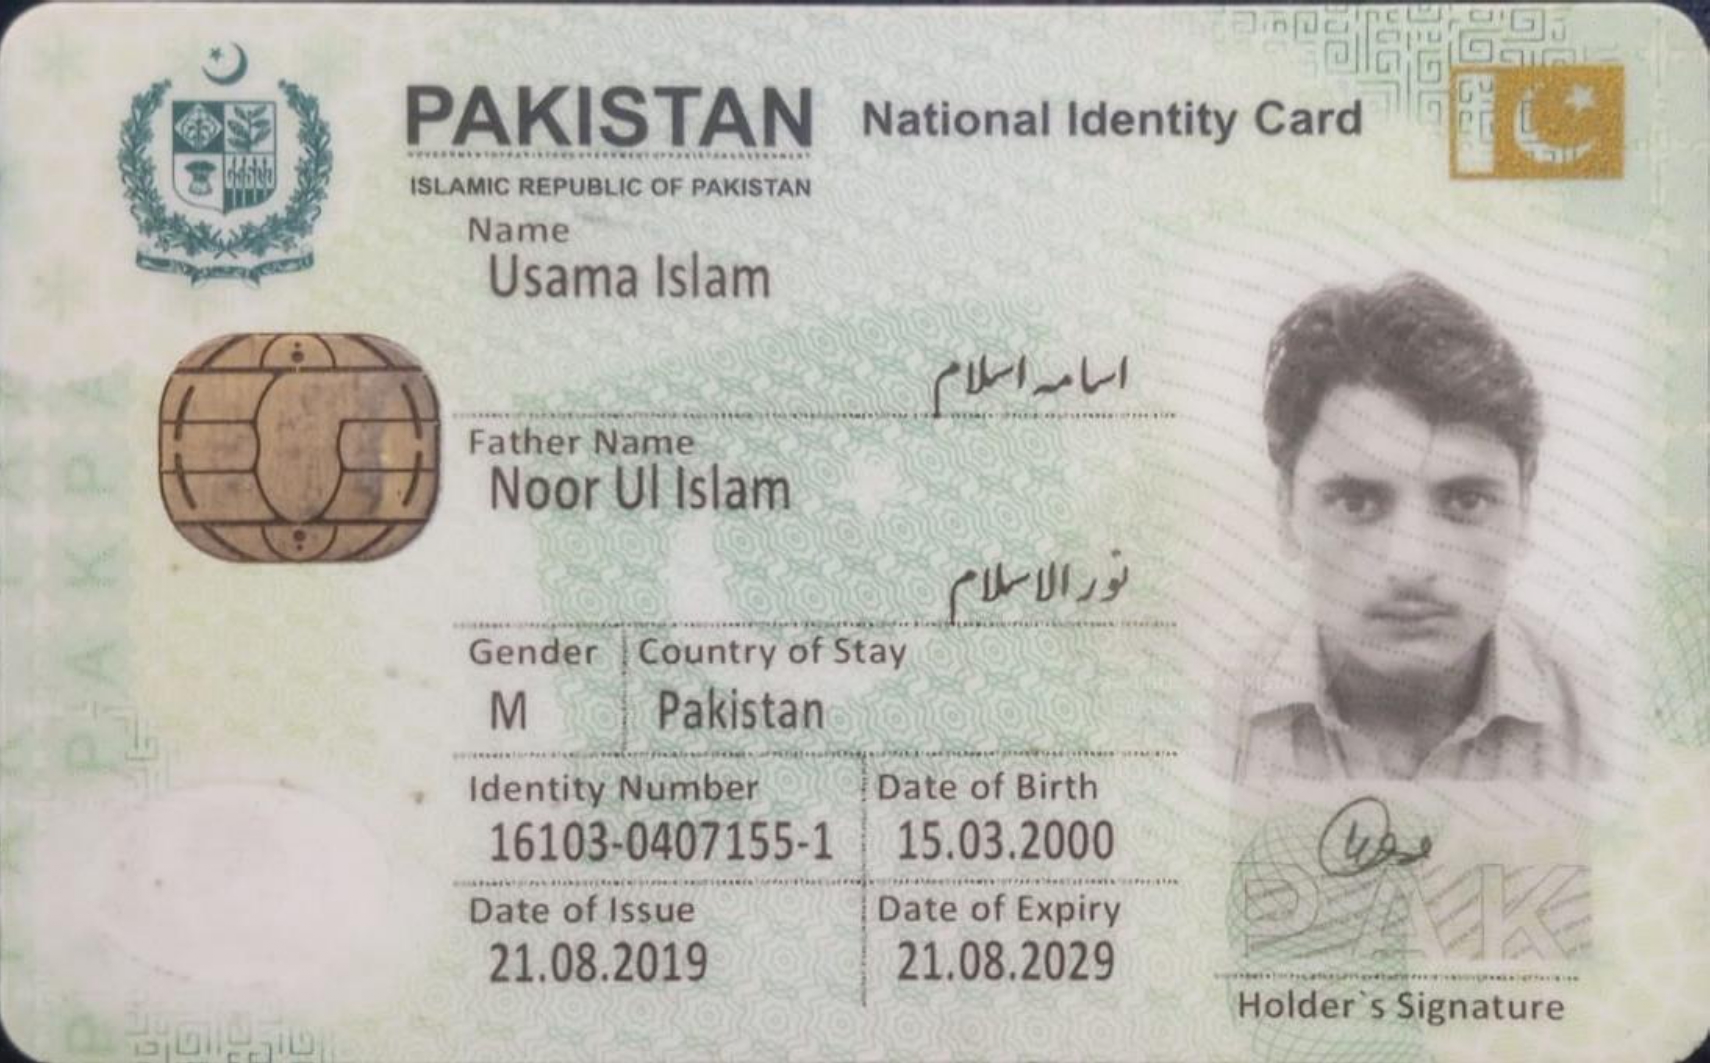 PAKISTAN National Identity Card
ISLAMIC REPUBLIC OF PAKISTAN
Name
Usama Islam
اسامہ اسلام
Father Name
Noor Ul Islam
نور الاسلام
Gender Country of Stay
M Pakistan
Identity Number Date of Birth
16103-0407155-1 15.03.2000
Date of Issue Date of Expiry
21.08.2019 21.08.2029
PAK
Holder`s Signature
PAKPA